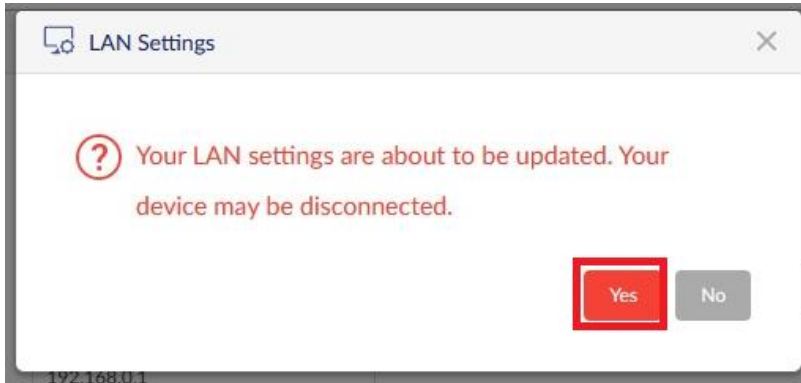 LAN Settings
Your LAN settings are about to be updated. Your
device may be disconnected.
Yes No
192.168.0.1